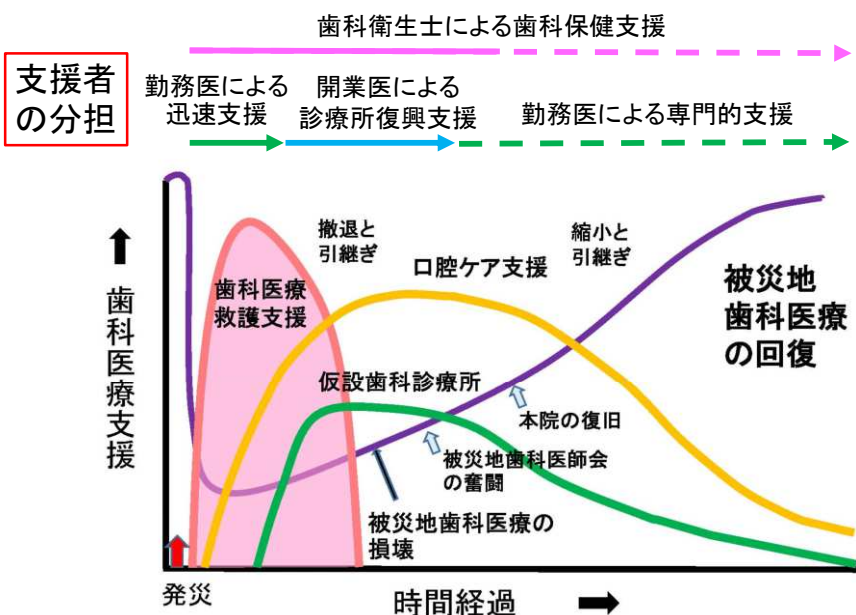 歯科衛生士による歯科保健支援
支援者
の分担
勤務医による
迅速支援
開業医による
診療所復興支援
勤務医による専門的支援
撤退と
引継ぎ
縮小と
引継ぎ
口腔ケア支援
歯科医療
救護支援
被災地
歯科医療
の回復
歯科医療支援
仮設歯科診療所
本院の復旧
被災地歯科医師会
の奮闘
被災地歯科医療の
損壊
発災
時間経過